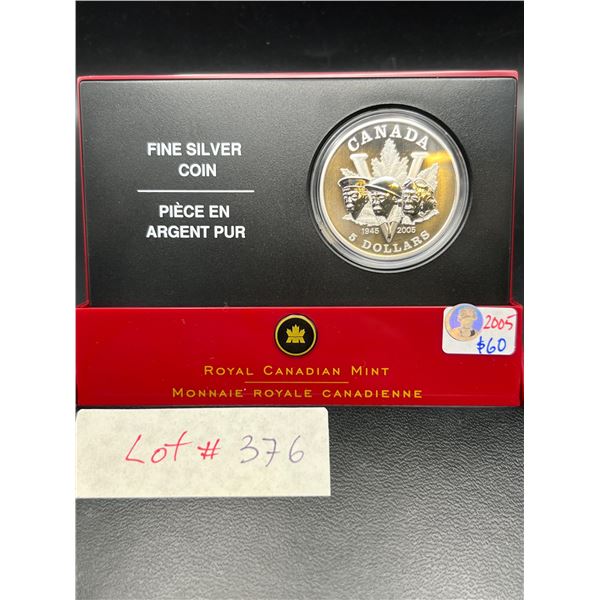 FINE SILVER
COIN
PIÈCE EN
ARGENT PUR
CANADA
1945 2005
5 DOLLARS
2005
$60
ROYAL CANADIAN MINT
MONNAIE ROYALE CANADIENNE
Lot # 376